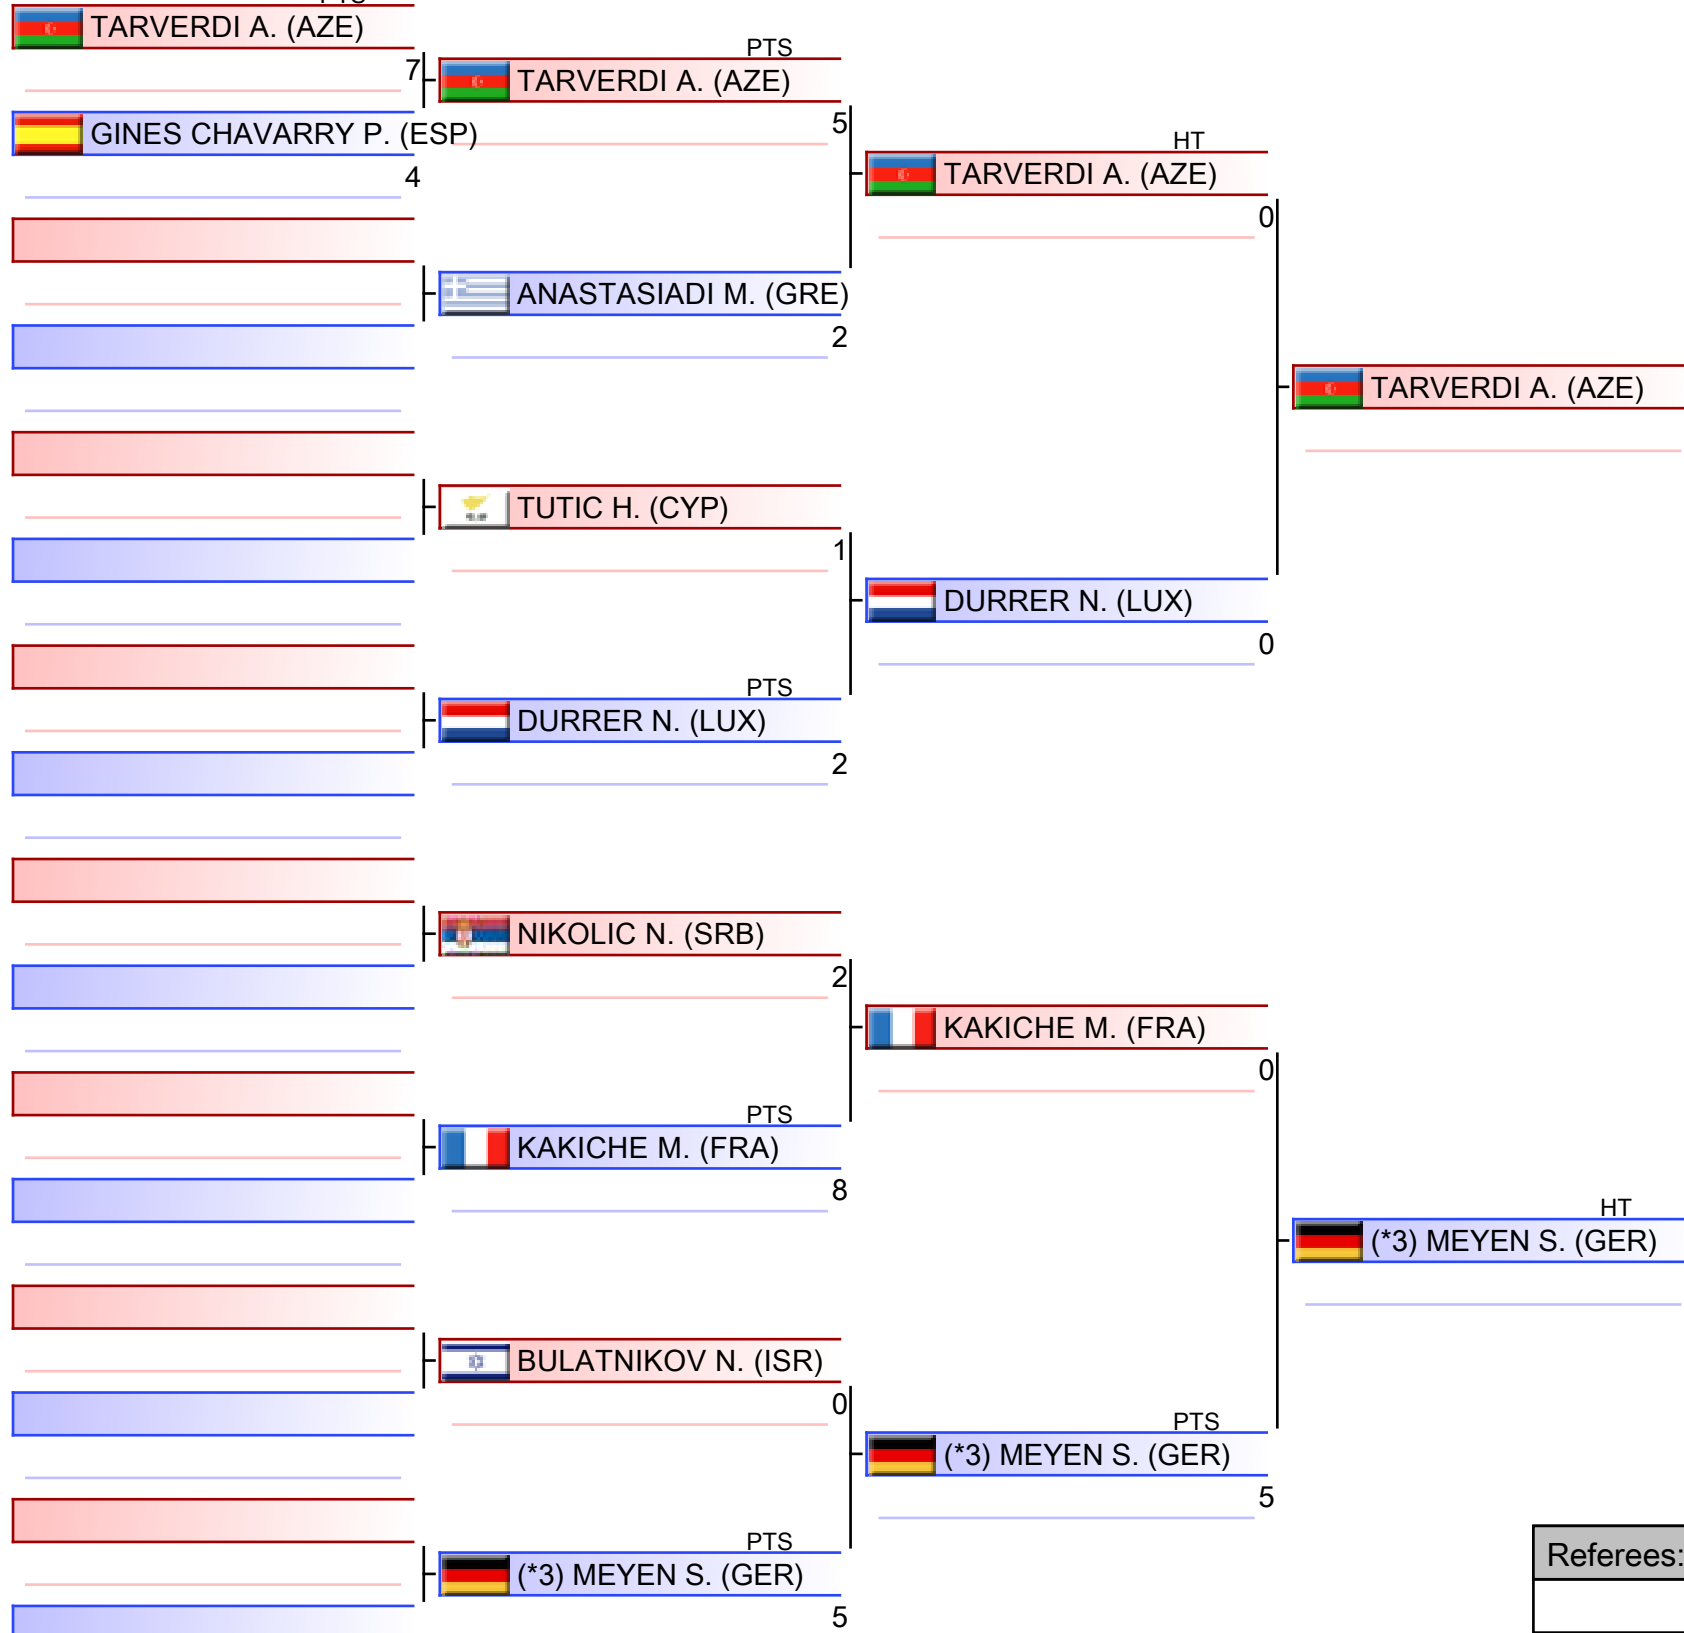 TARVERDI A. (AZE)
7
GINES CHAVARRY P. (ESP)
4
PTS
TARVERDI A. (AZE)
5
ANASTASIADI M. (GRE)
2
TUTIC H. (CYP)
1
PTS
DURRER N. (LUX)
2
NIKOLIC N. (SRB)
2
PTS
KAKICHE M. (FRA)
8
BULATNIKOV N. (ISR)
0
PTS
(*3) MEYEN S. (GER)
5
HT
TARVERDI A. (AZE)
0
DURRER N. (LUX)
0
KAKICHE M. (FRA)
0
PTS
(*3) MEYEN S. (GER)
5
TARVERDI A. (AZE)
HT
(*3) MEYEN S. (GER)
Referees: